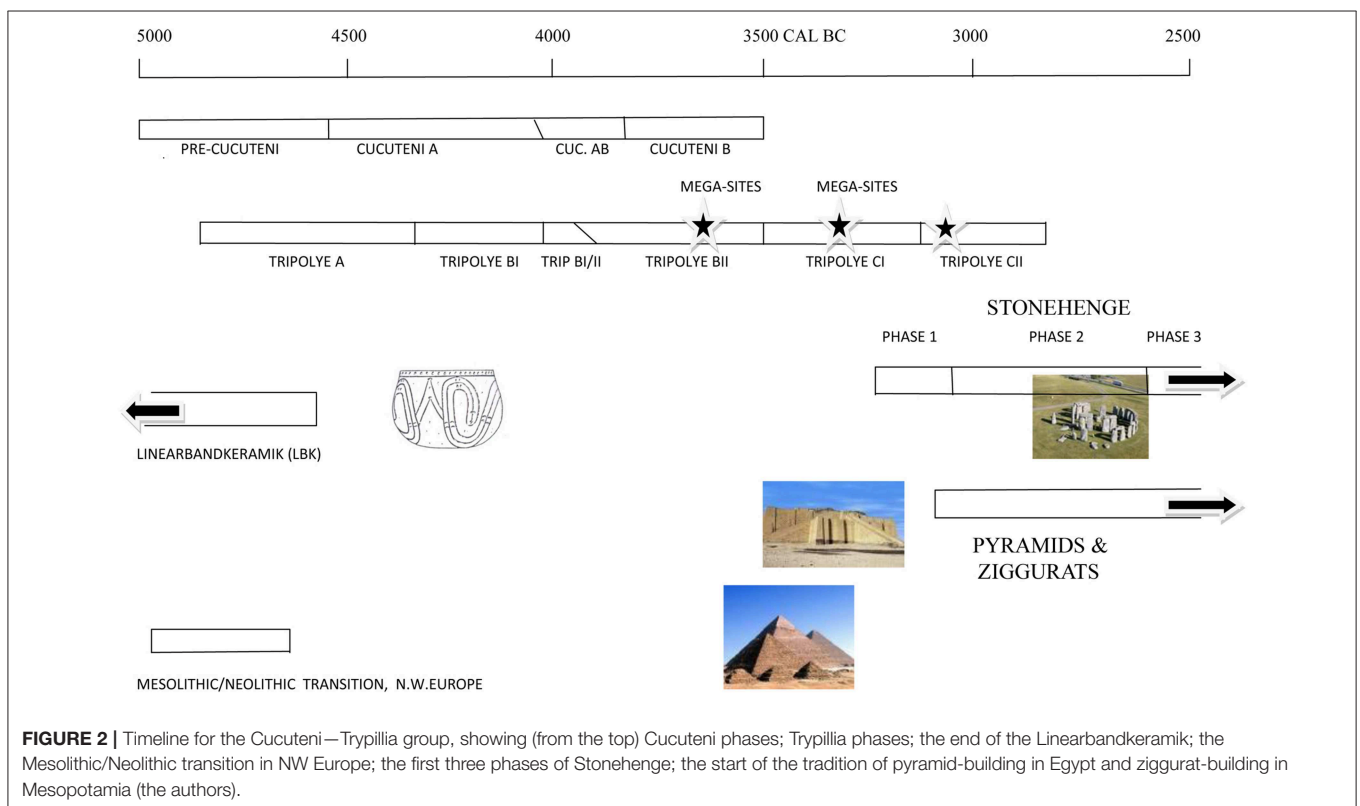 5000 4500 4000 3500 CAL BC 3000 2500
PRE-CUCUTENI CUCUTENI A CUC. AB CUCUTENI B
MEGA-SITES MEGA-SITES
TRIPOLYE A TRIPOLYE BI TRIP BI/II TRIPOLYE BII TRIPOLYE CI TRIPOLYE CII
STONEHENGE
PHASE 1 PHASE 2 PHASE 3
LINEARBANDKERAMIK (LBK)
PYRAMIDS &
ZIGGURATS
MESOLITHIC/NEOLITHIC TRANSITION, N.W.EUROPE
FIGURE 2 | Timeline for the Cucuteni—Trypillia group, showing (from the top) Cucuteni phases; Trypillia phases; the end of the Linearbandkeramik; the
Mesolithic/Neolithic transition in NW Europe; the first three phases of Stonehenge; the start of the tradition of pyramid-building in Egypt and ziggurat-building in
Mesopotamia (the authors).